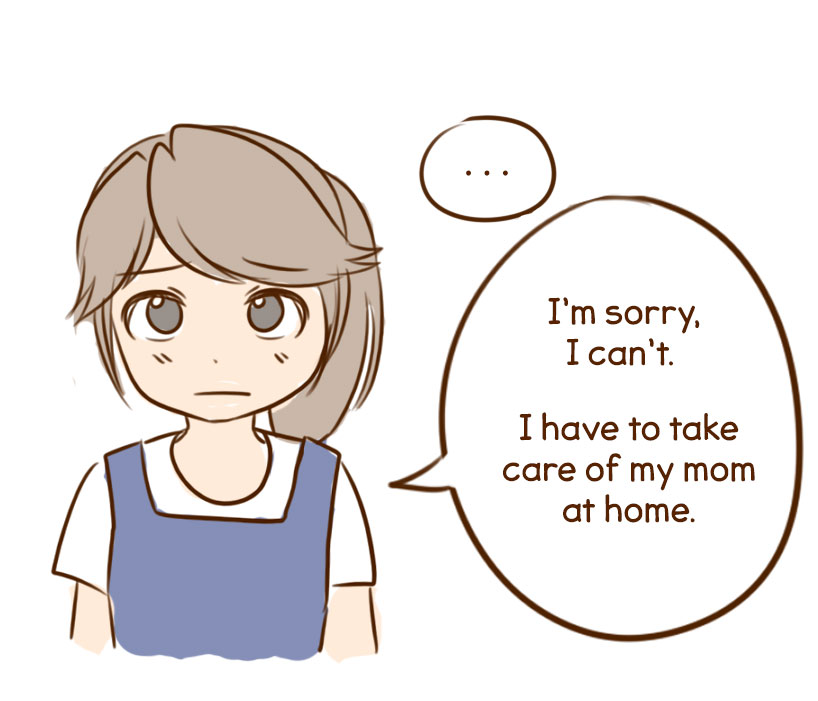 ...
I'm sorry,
I can't.
I have to take
care of my mom
at home.